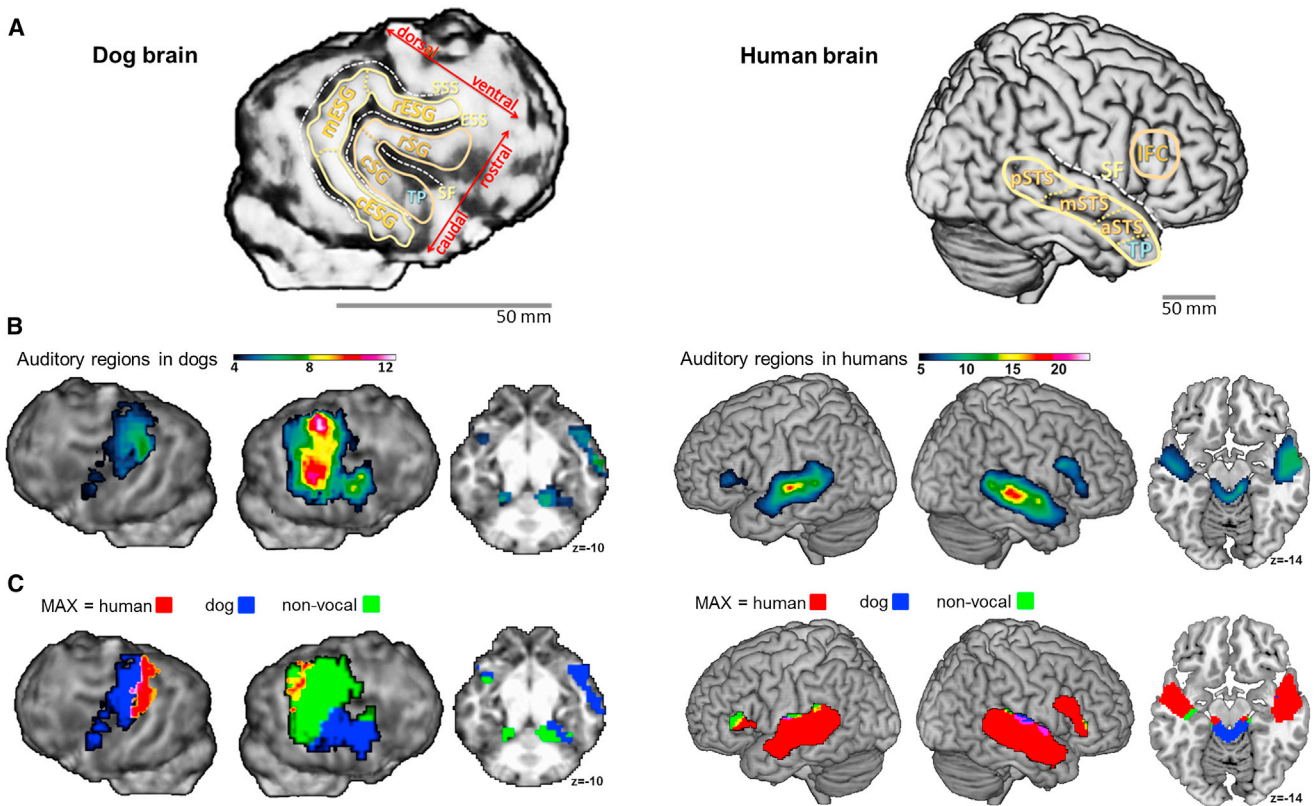 A
Dog brain
Human brain
dorsal
ventral
SSS
mESG
rESG
ESS
rSG
cSG
rostral
TP
SF
cESG
caudal
50 mm
IFC
SF
pSTS
mSTS
aSTS
TP
50 mm
B
Auditory regions in dogs
4 8 12
z=-10
Auditory regions in humans
5 10 15 20
z=-14
C
MAX = human dog non-vocal
z=-10
MAX = human dog non-vocal
z=-14